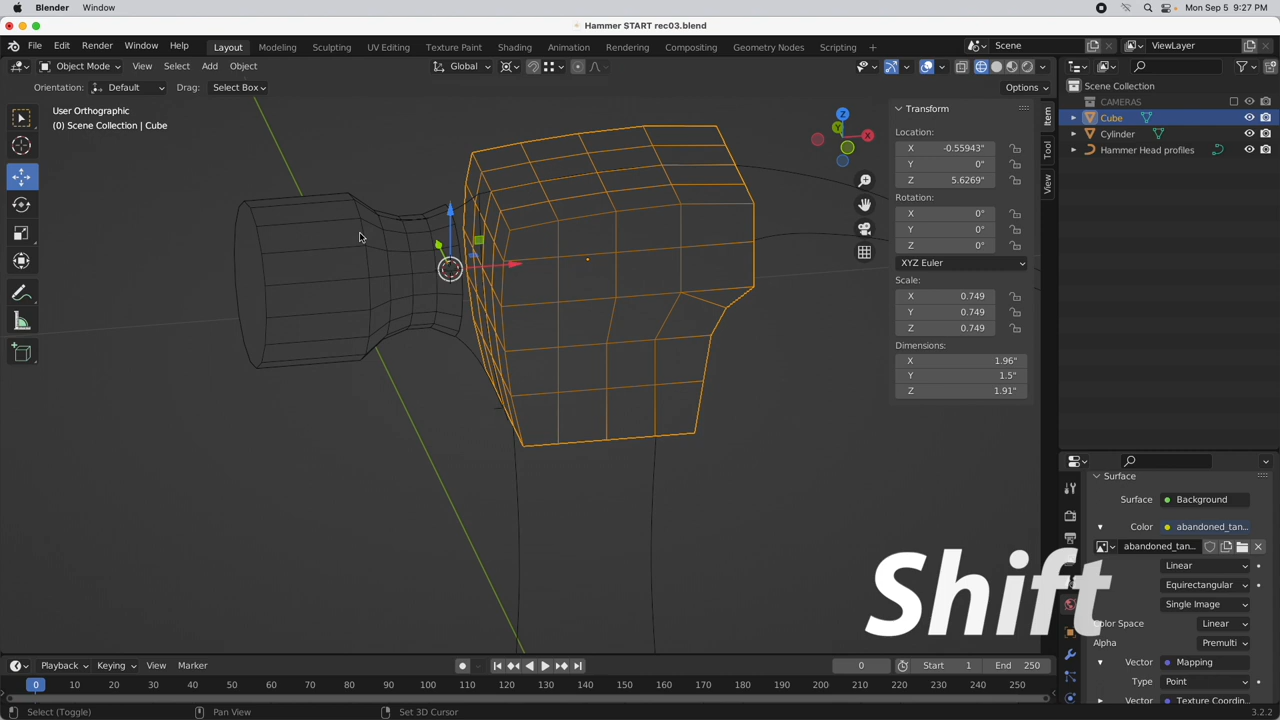 Blender Window Mon Sep 5 9:27 PM
Hammer START rec03.blend
File Edit Render Window Help Layout Modeling Sculpting UV Editing Texture Paint Shading Animation Rendering Compositing Geometry Nodes Scripting + Scene ViewLayer
Object Mode View Select Add Object Global
Orientation: Default Drag: Select Box Options
User Orthographic
(0) Scene Collection | Cube
Transform
Location:
X -0.55943"
Y 0"
Z 5.6269"
Rotation:
X 0°
Y 0°
Z 0°
XYZ Euler
Scale:
X 0.749
Y 0.749
Z 0.749
Dimensions:
X 1.96"
Y 1.5"
Z 1.91"
Item
Tool
View
Z
Y
X
Scene Collection
CAMERAS
Cube
Cylinder
Hammer Head profiles
Surface
Surface Background
Color abandoned_tan...
abandoned_tan...
Linear
Equirectangular
Single Image
Color Space Linear
Alpha Premulti
Vector Mapping
Type Point
Vector Texture Coordin...
Shift
Playback Keying View Marker 0 Start 1 End 250
0 10 20 30 40 50 60 70 80 90 100 110 120 130 140 150 160 170 180 190 200 210 220 230 240 250
Select (Toggle) Pan View Set 3D Cursor 3.2.2